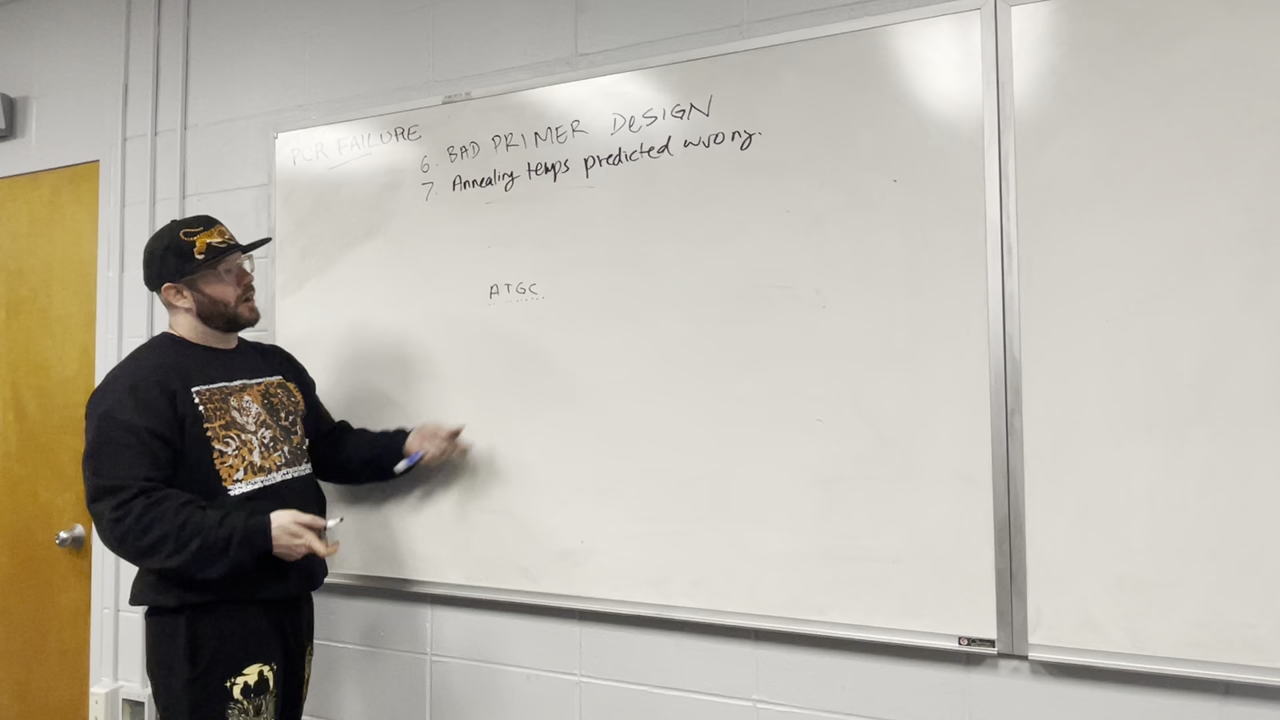 PCR FAILURE
6. BAD PRIMER DeSIGN
7. Annealing temps predicted wrong.
ATGC